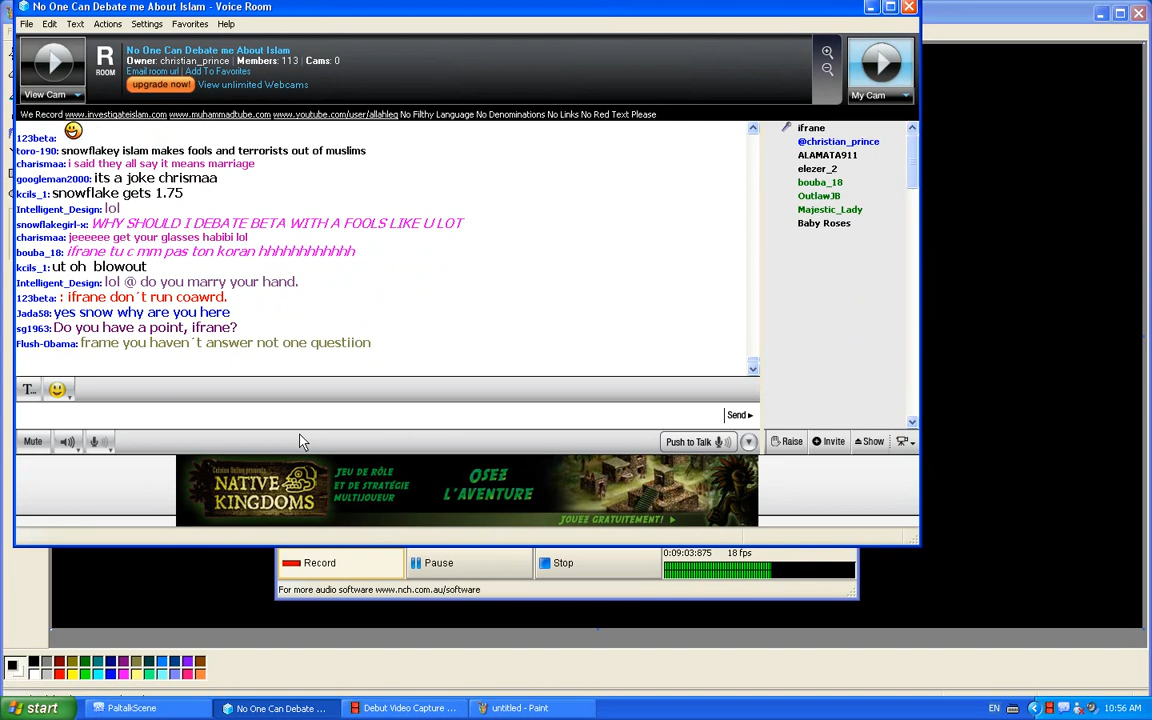 No One Can Debate me About Islam - Voice Room
File Edit Text Actions Settings Favorites Help
View Cam
R
ROOM
No One Can Debate me About Islam
Owner: christian_prince | Members: 113 | Cams: 0
Email room url | Add To Favorites
upgrade now! View unlimited Webcams
My Cam
We Record www.investigateislam.com www.muhammadtube.com www.youtube.com/user/allahleg No Filthy Language No Denominations No Links No Red Text Please
123beta:
toro-190: snowflakey islam makes fools and terrorists out of muslims
charismaa: i said they all say it means marriage
googleman2000: its a joke chrismaa
kcils_1: snowflake gets 1.75
Intelligent_Design: lol
snowflakegirl-x: WHY SHOULD I DEBATE BETA WITH A FOOLS LIKE U LOT
charismaa: jeeeeee get your glasses habibi lol
bouba_18: ifrane tu c mm pas ton koran hhhhhhhhhhhh
kcils_1: ut oh blowout
Intelligent_Design: lol @ do you marry your hand.
123beta: : ifrane don´t run coawrd.
Jada58: yes snow why are you here
sg1963: Do you have a point, ifrane?
Flush-Obama: frame you haven´t answer not one questiion
ifrane
@christian_prince
ALAMATA911
elezer_2
bouba_18
OutlawJB
Majestic_Lady
Baby Roses
T...
Send
Mute
Push to Talk
Raise Invite Show
NATIVE KINGDOMS
JEU DE RÔLE
ET DE STRATÉGIE
MULTIJOUEUR
OSEZ
L'AVENTURE
JOUEZ GRATUITEMENT!
Record Pause Stop
0:09:03:875 18 fps
For more audio software www.nch.com.au/software
start PaltalkScene No One Can Debate ... Debut Video Capture ... untitled - Paint EN 10:56 AM